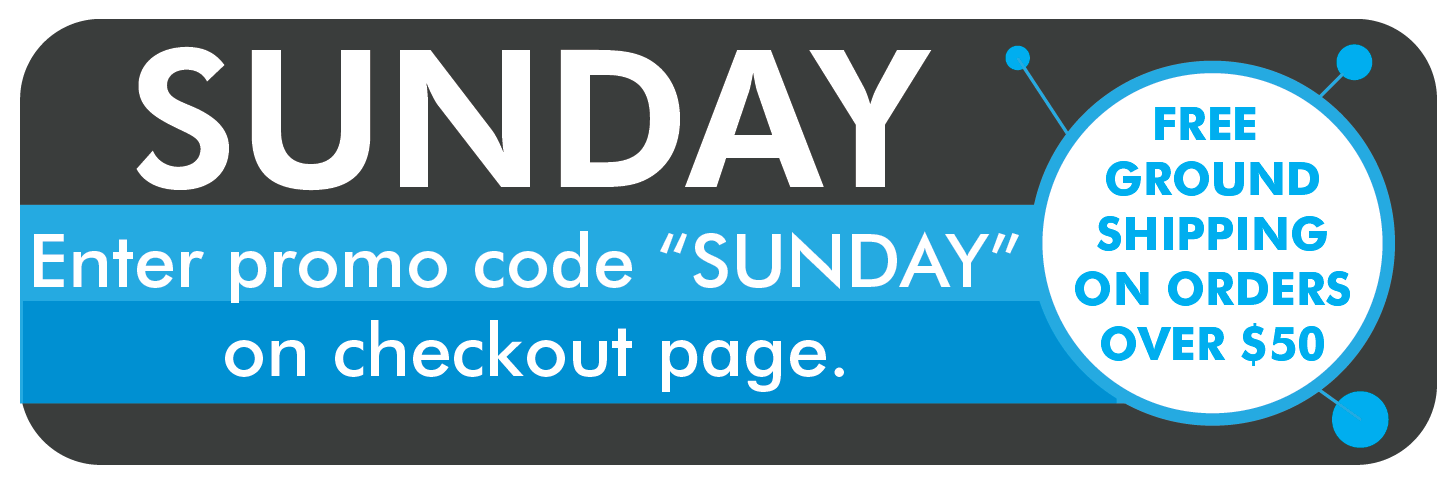 SUNDAY
Enter promo code “SUNDAY”
on checkout page.
FREE
GROUND
SHIPPING
ON ORDERS
OVER $50